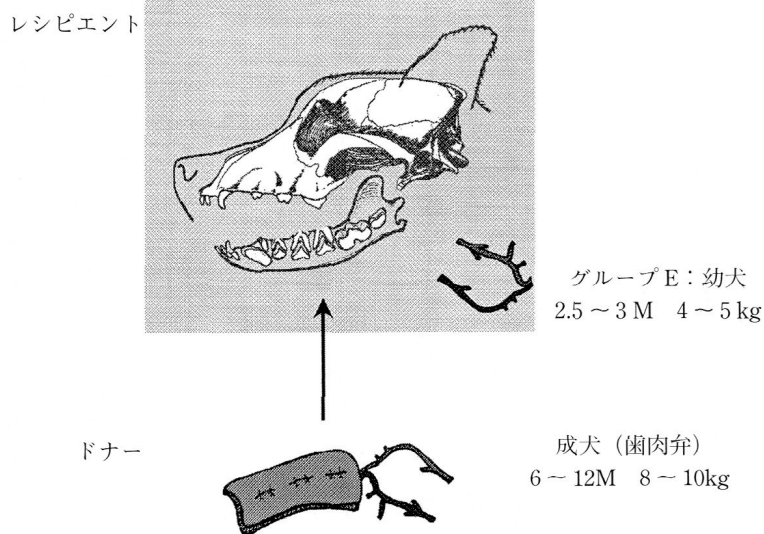 レシピエント
グループE：幼犬
2.5～3M 4～5kg
ドナー
成犬（歯肉弁）
6～12M 8～10kg